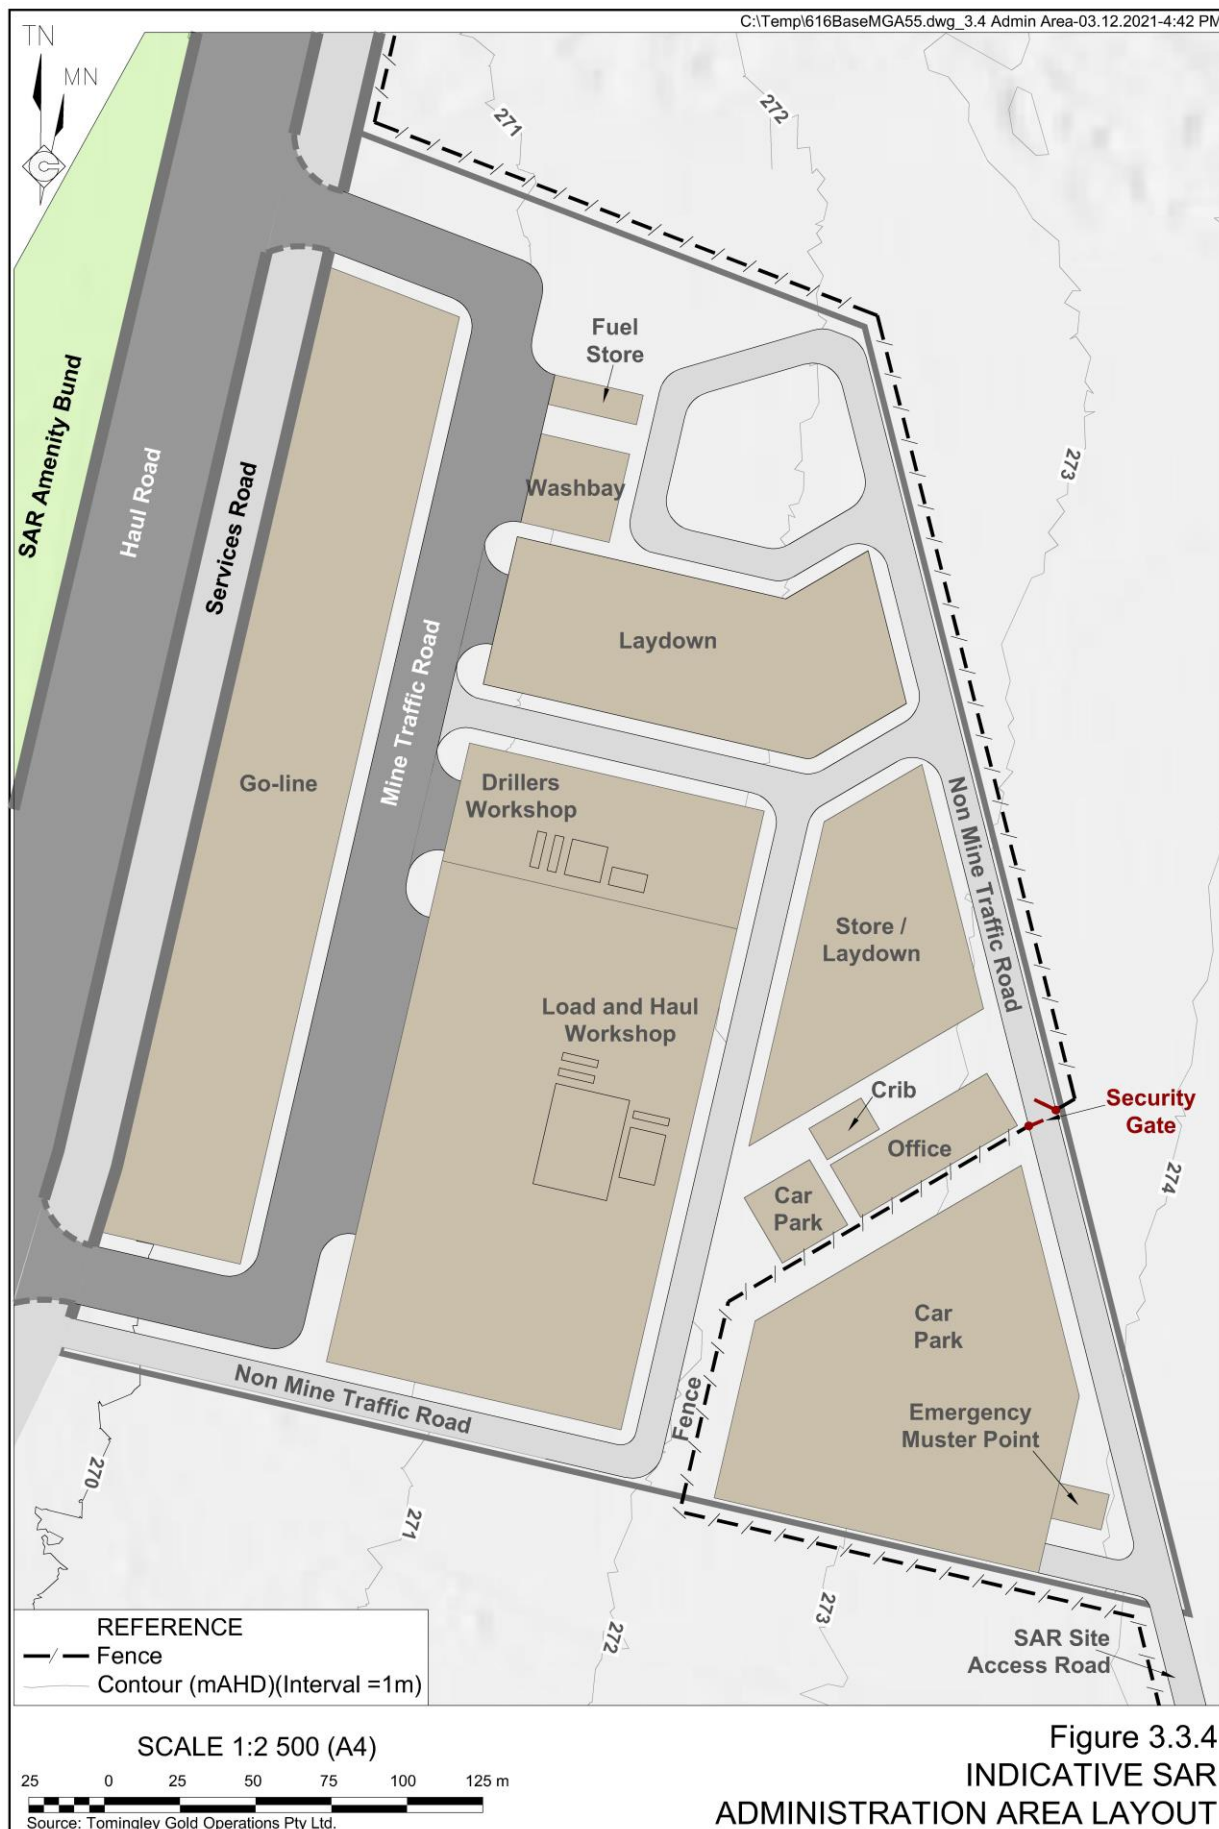 C:\Temp\616BaseMGA55.dwg_3.4 Admin Area-03.12.2021-4:42 PM
TN
MN
271
272
Fuel
Store
SAR Amenity Bund
Haul Road
Services Road
Washbay
273
Laydown
Mine Traffic Road
Go-line
Drillers
Workshop
Non Mine Traffic Road
Store /
Laydown
Load and Haul
Workshop
Crib
Security
Gate
Office
Car
Park
274
Car
Park
Non Mine Traffic Road
Fence
Emergency
Muster Point
270
271
272
273
SAR Site
Access Road
REFERENCE
Fence
Contour (mAHD)(Interval =1m)
SCALE 1:2 500 (A4)
25 0 25 50 75 100 125 m
Source: Tomingley Gold Operations Pty Ltd.
Figure 3.3.4
INDICATIVE SAR
ADMINISTRATION AREA LAYOUT